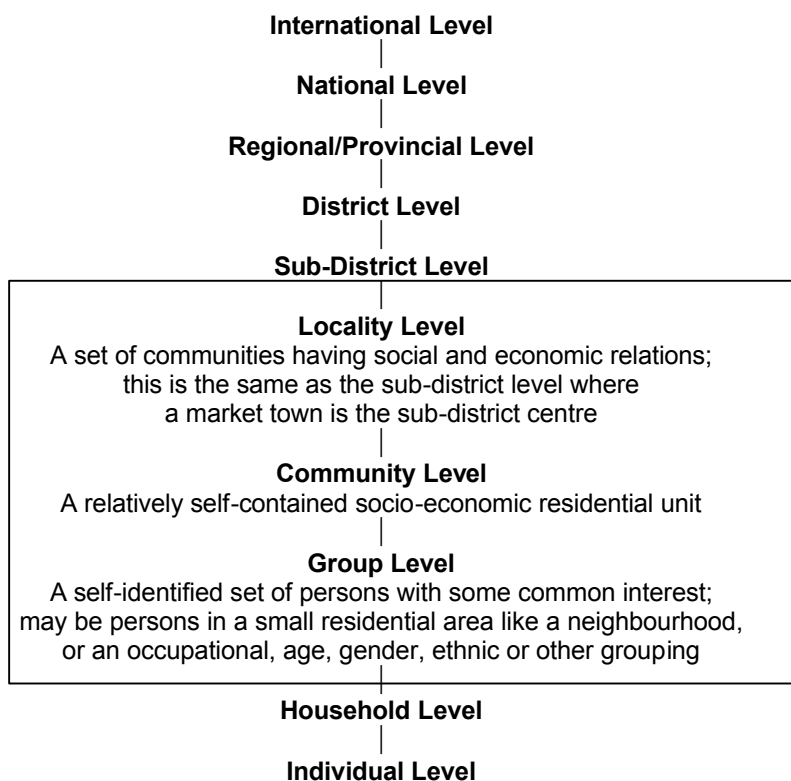 International Level
National Level
Regional/Provincial Level
District Level
Sub-District Level
Locality Level
A set of communities having social and economic relations;
this is the same as the sub-district level where
a market town is the sub-district centre
Community Level
A relatively self-contained socio-economic residential unit
Group Level
A self-identified set of persons with some common interest;
may be persons in a small residential area like a neighbourhood,
or an occupational, age, gender, ethnic or other grouping
Household Level
Individual Level